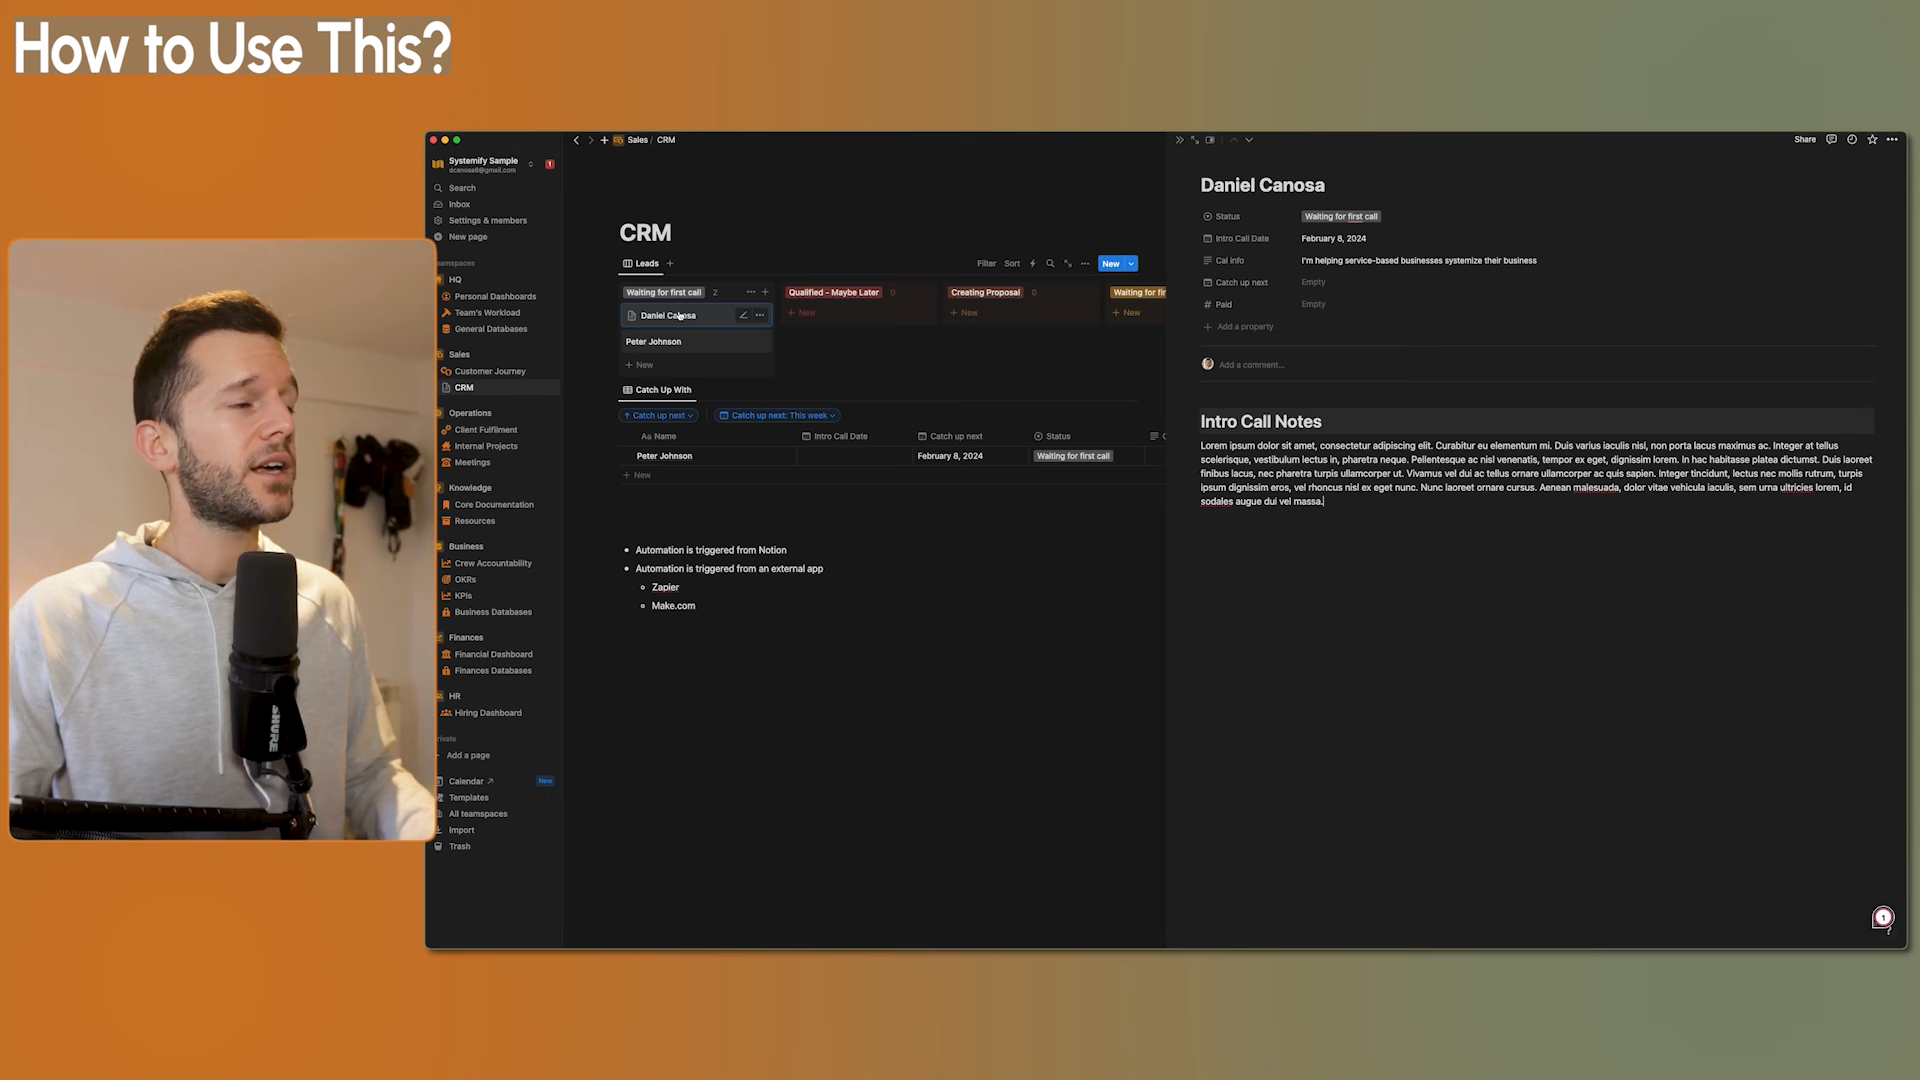 How to Use This?
Systemify Sample
dcanosa6@gmail.com
1
Search
Inbox
Settings & members
New page
HQ
Personal Dashboards
Team's Workload
General Databases
Sales
Customer Journey
CRM
Operations
Client Fulfilment
Internal Projects
Meetings
Knowledge
Core Documentation
Resources
Business
Crew Accountability
OKRs
KPIs
Business Databases
Finances
Financial Dashboard
Finances Databases
HR
Hiring Dashboard
Add a page
Calendar
New
Templates
All teamspaces
Import
Trash
Sales / CRM
CRM
Leads
Filter
Sort
New
Waiting for first call 2
Qualified - Maybe Later 0
Creating Proposal 0
Waiting for fir
Daniel Canosa
Peter Johnson
New
New
New
New
Catch Up With
Catch up next
Catch up next: This week
Aa Name
Intro Call Date
Catch up next
Status
Peter Johnson
February 8, 2024
Waiting for first call
New
Automation is triggered from Notion
Automation is triggered from an external app
Zapier
Make.com
Share
Daniel Canosa
Status
Waiting for first call
Intro Call Date
February 8, 2024
Cal info
I'm helping service-based businesses systemize their business
Catch up next
Empty
Paid
Empty
Add a property
Add a comment...
Intro Call Notes
Lorem ipsum dolor sit amet, consectetur adipiscing elit. Curabitur eu elementum mi. Duis varius iaculis nisl, non porta lacus maximus ac. Integer at tellus
scelerisque, vestibulum lectus in, pharetra neque. Pellentesque ac nisl venenatis, tempor ex eget, dignissim lorem. In hac habitasse platea dictumst. Duis laoreet
finibus lacus, nec pharetra turpis ullamcorper ut. Vivamus vel dui ac tellus ornare ullamcorper ac quis sapien. Integer tincidunt, lectus nec mollis rutrum, turpis
ipsum dignissim eros, vel rhoncus nisl ex eget nunc. Nunc laoreet ornare cursus. Aenean malesuada, dolor vitae vehicula iaculis, sem urna ultricies lorem, id
sodales augue dui vel massa.
1
?
SHURE